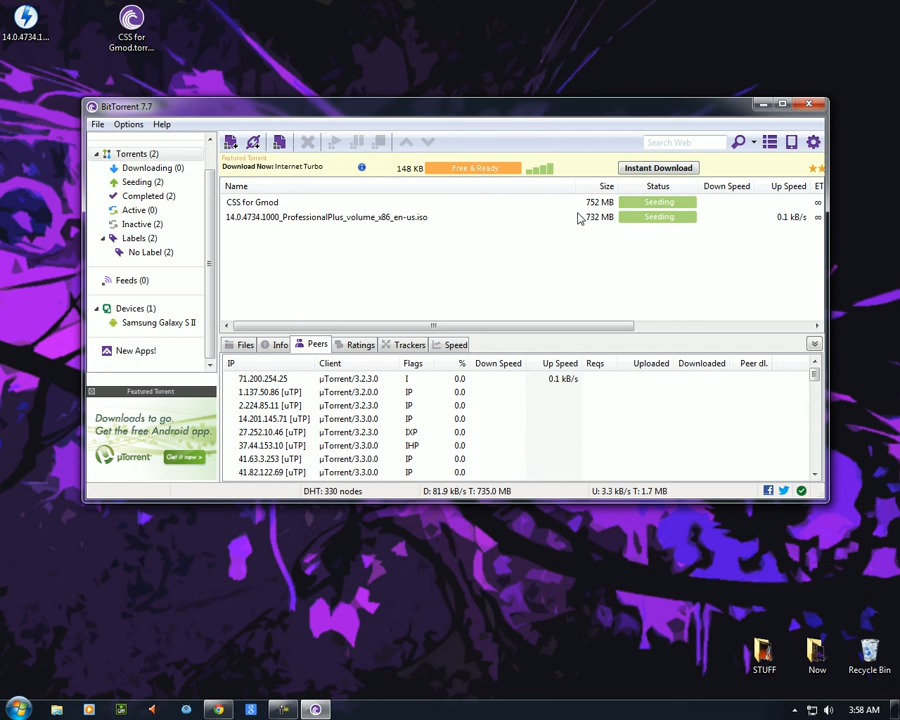 14.0.4734.1...
CSS for
Gmod.torr...
BitTorrent 7.7
File Options Help
Search Web
Torrents (2)
Downloading (0)
Seeding (2)
Completed (2)
Active (0)
Inactive (2)
Labels (2)
No Label (2)
Feeds (0)
Devices (1)
Samsung Galaxy S II
New Apps!
Featured Torrent
Downloads to go.
Get the free Android app.
µTorrent Get it now >
Featured Torrent
Download Now: Internet Turbo 148 KB Free & Ready Instant Download
Name Size Status Down Speed Up Speed ET
CSS for Gmod 752 MB Seeding ∞
14.0.4734.1000_ProfessionalPlus_volume_x86_en-us.iso 732 MB Seeding 0.1 kB/s ∞
Files Info Peers Ratings Trackers Speed
IP Client Flags % Down Speed Up Speed Reqs Uploaded Downloaded Peer dl.
71.200.254.25 µTorrent/3.2.3.0 I 0.0 0.1 kB/s
1.137.50.86 [uTP] µTorrent/3.2.0.0 IP 0.0
2.224.85.11 [uTP] µTorrent/3.2.3.0 IP 0.0
14.201.145.71 [uTP] µTorrent/3.3.0.0 IP 0.0
27.252.10.46 [uTP] µTorrent/3.2.3.0 IXP 0.0
37.44.153.10 [uTP] µTorrent/3.3.0.0 IHP 0.0
41.63.3.253 [uTP] µTorrent/3.3.0.0 IP 0.0
41.82.122.69 [uTP] µTorrent/3.3.0.0 IP 0.0
DHT: 330 nodes D: 81.9 kB/s T: 735.0 MB U: 3.3 kB/s T: 1.7 MB
STUFF
Now
Recycle Bin
3:58 AM